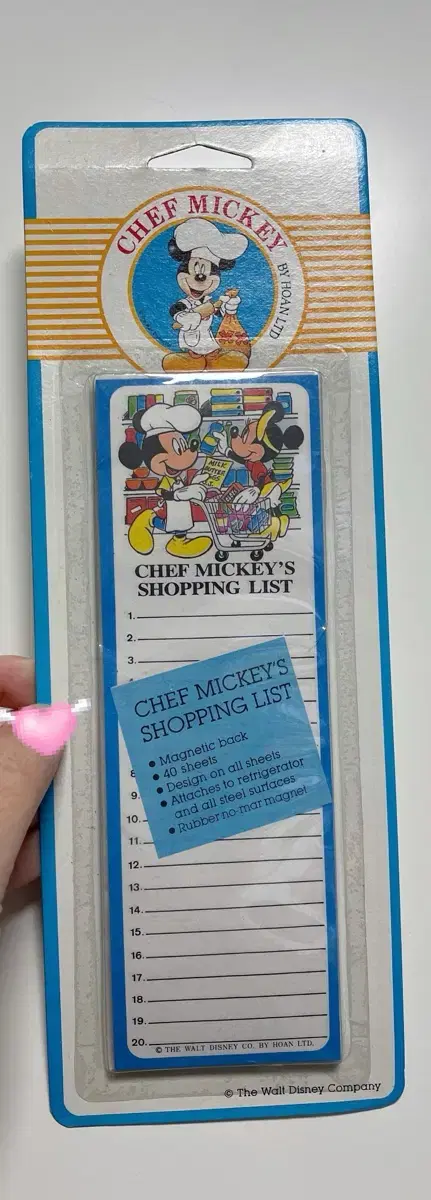 CHEF MICKEY
BY HOAN LTD
MILK
BUTTER
CHEF MICKEY'S
SHOPPING LIST
1.
2.
3.
CHEF MICKEY'S
SHOPPING LIST
• Magnetic back
• 40 sheets
• Design on all sheets
• Attaches to refrigerator
and all steel surfaces
• Rubber no-mar magnet
8
9.
10.
11.
12.
13.
14.
15.
16.
17.
18.
19.
20.
© THE WALT DISNEY CO. BY HOAN LTD.
© The Walt Disney Company